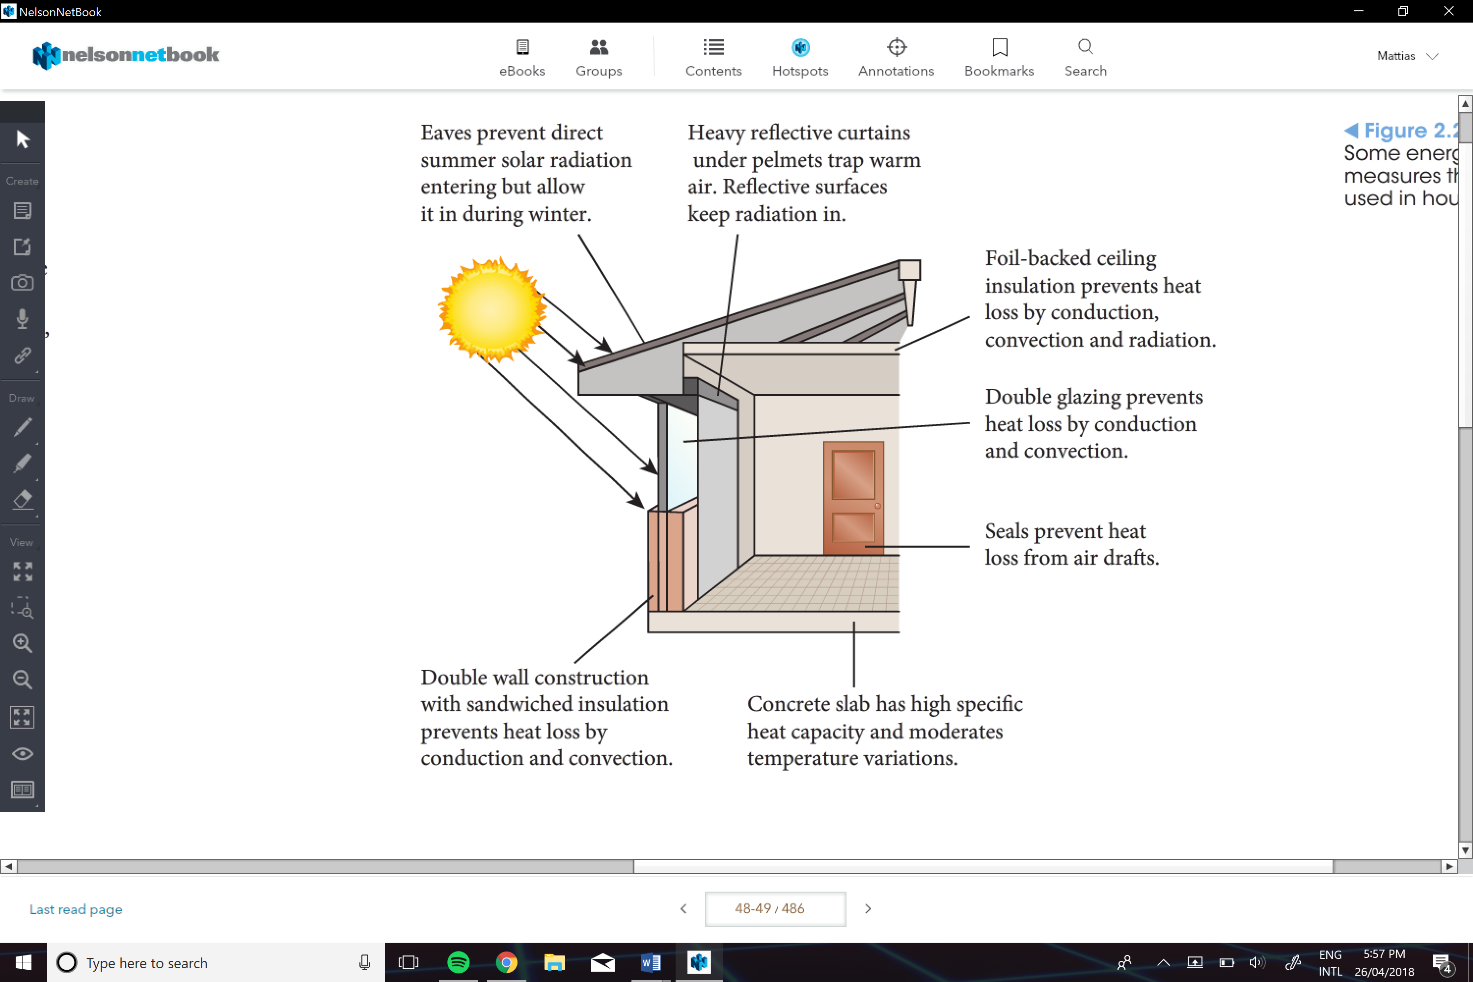 NelsonNetBook
nelsonnetbook
eBooks
Groups
Contents
Hotspots
Annotations
Bookmarks
Search
Mattias
Create
Draw
View
Eaves prevent direct
summer solar radiation
entering but allow
it in during winter.
Heavy reflective curtains
under pelmets trap warm
air. Reflective surfaces
keep radiation in.
Figure 2.2
Some energ
measures th
used in hou
Foil-backed ceiling
insulation prevents heat
loss by conduction,
convection and radiation.
Double glazing prevents
heat loss by conduction
and convection.
Seals prevent heat
loss from air drafts.
Double wall construction
with sandwiched insulation
prevents heat loss by
conduction and convection.
Concrete slab has high specific
heat capacity and moderates
temperature variations.
Last read page
48-49 / 486
Type here to search
ENG
INTL
5:57 PM
26/04/2018
4